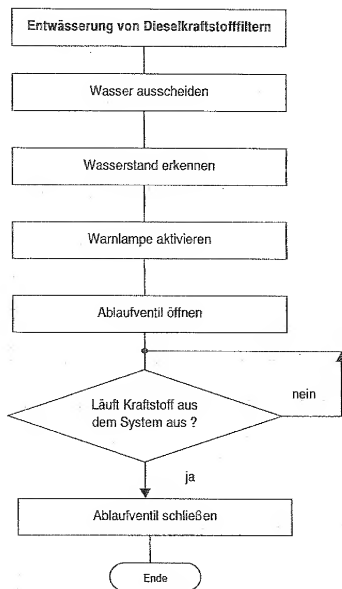 Entwässerung von Dieselkraftstofffiltern
Wasser ausscheiden
Wasserstand erkennen
Warnlampe aktivieren
Ablaufventil öffnen
nein
Läuft Kraftstoff aus
dem System aus ?
ja
Ablaufventil schließen
Ende